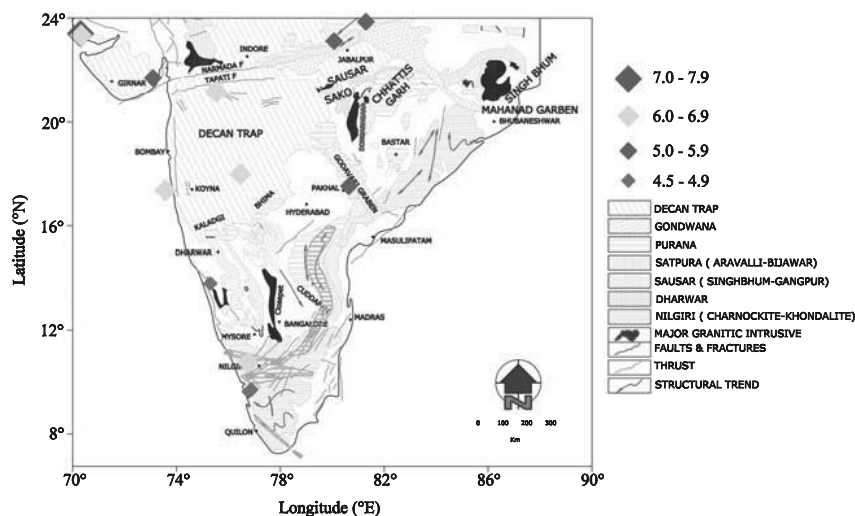 24°
20°
16°
12°
8°
Latitude (°N)
70°
74°
78°
82°
86°
90°
Longitude (°E)
INDORE
NARMADA F
TAPATI F
GIRNAR
JABALPUR
SAUSAR
SAKO
CHHATTIS
GARH
SINGH BHUM
MAHANAD GARBEN
BHUBANESHWAR
DECAN TRAP
BASTAR
BOMBAY
KOYNA
BHIMA
PAKHAL
GODAVARI GRABEN
HYDERABAD
KALADGI
MASULIPATAM
DHARWAR
Closepet
MADRAS
BANGALORE
MYSORE
NILGI
QUILON
N
0 100 200 300
Km
7.0 - 7.9
6.0 - 6.9
5.0 - 5.9
4.5 - 4.9
DECAN TRAP
GONDWANA
PURANA
SATPURA ( ARAVALLI-BIJAWAR)
SAUSAR ( SINGHBHUM-GANGPUR)
DHARWAR
NILGIRI ( CHARNOCKITE-KHONDALITE)
MAJOR GRANITIC INTRUSIVE
FAULTS & FRACTURES
THRUST
STRUCTURAL TREND